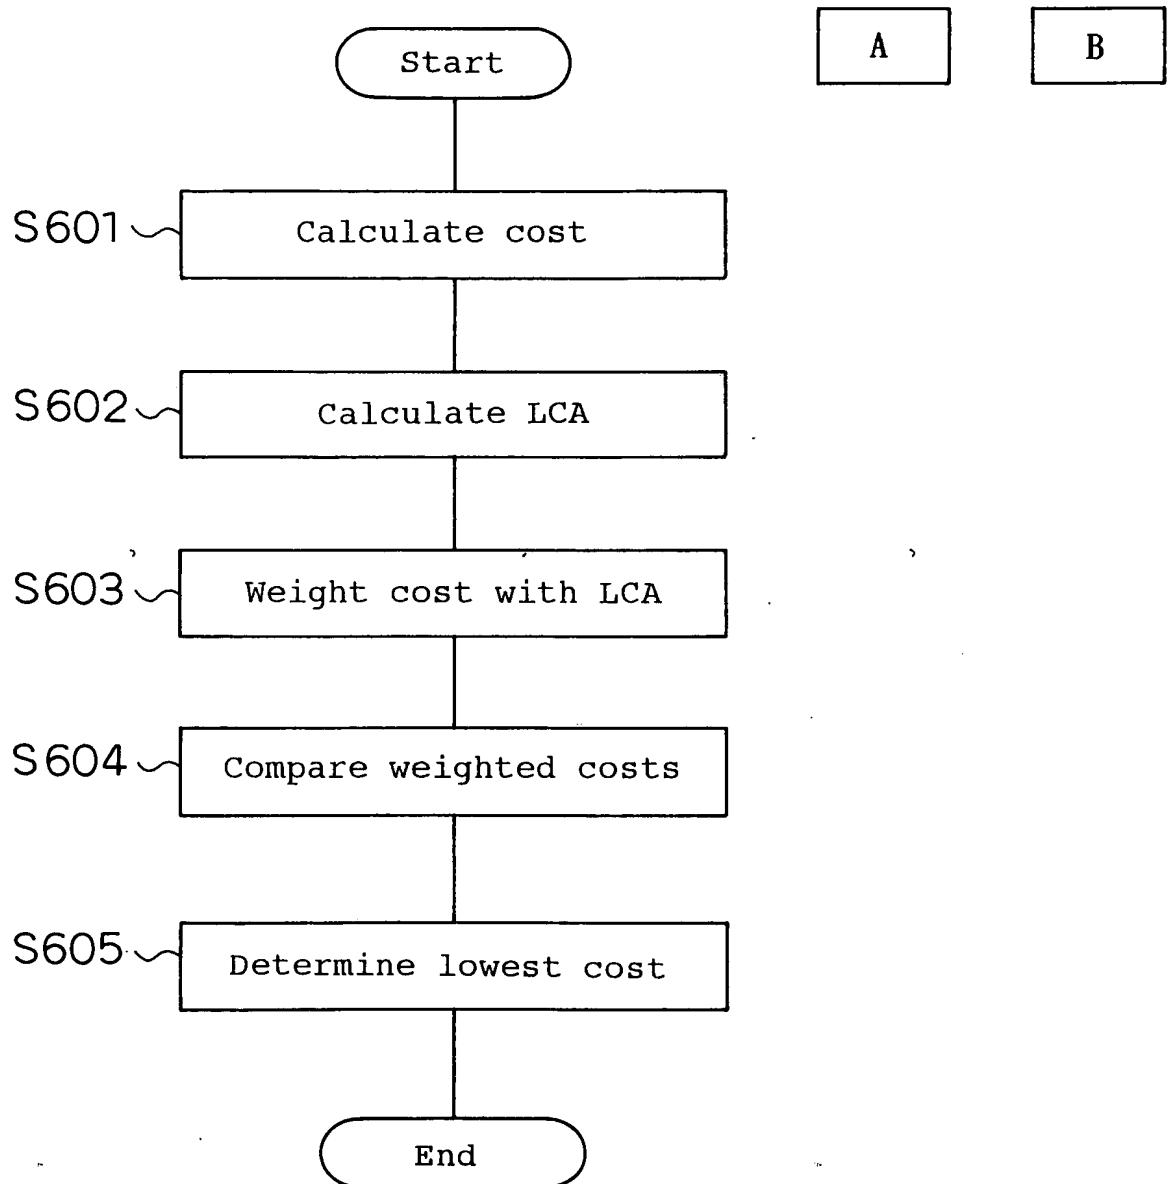 Start
A
B
S601
Calculate cost
S602
Calculate LCA
S603
Weight cost with LCA
S604
Compare weighted costs
S605
Determine lowest cost
End